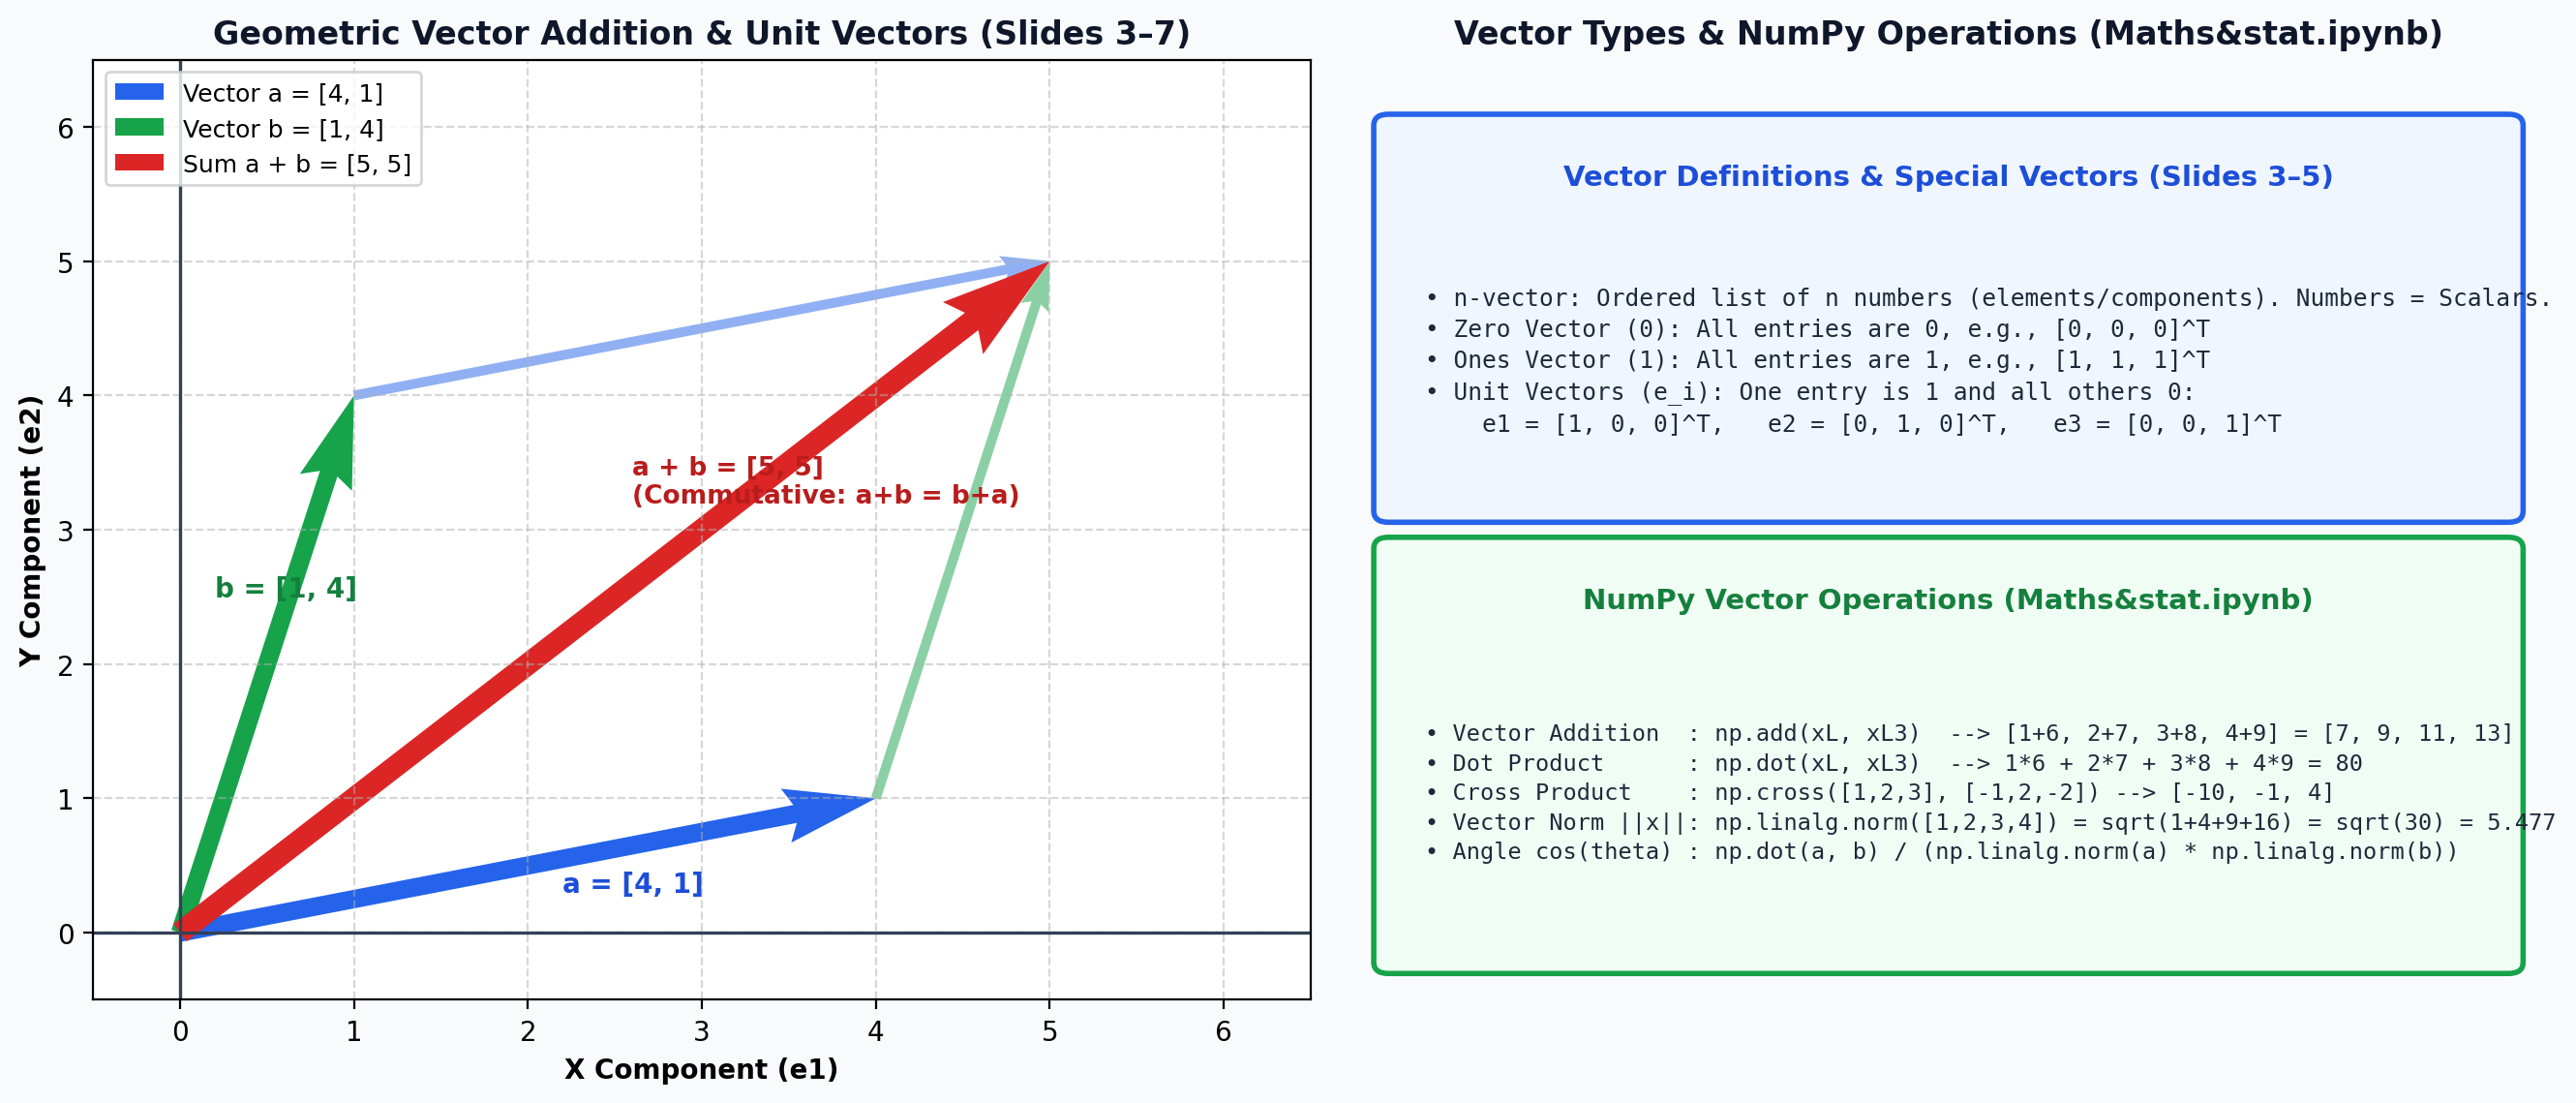 Geometric Vector Addition & Unit Vectors (Slides 3–7)
Vector a = [4, 1]
Vector b = [1, 4]
Sum a + b = [5, 5]
6
5
4
3
2
1
0
Y Component (e2)
a + b = [5, 5]
(Commutative: a+b = b+a)
b = [1, 4]
a = [4, 1]
0 1 2 3 4 5 6
X Component (e1)
Vector Types & NumPy Operations (Maths&stat.ipynb)
Vector Definitions & Special Vectors (Slides 3–5)
• n-vector: Ordered list of n numbers (elements/components). Numbers = Scalars.
• Zero Vector (0): All entries are 0, e.g., [0, 0, 0]^T
• Ones Vector (1): All entries are 1, e.g., [1, 1, 1]^T
• Unit Vectors (e_i): One entry is 1 and all others 0:
e1 = [1, 0, 0]^T,   e2 = [0, 1, 0]^T,   e3 = [0, 0, 1]^T
NumPy Vector Operations (Maths&stat.ipynb)
• Vector Addition  : np.add(xL, xL3)  --> [1+6, 2+7, 3+8, 4+9] = [7, 9, 11, 13]
• Dot Product      : np.dot(xL, xL3)  --> 1*6 + 2*7 + 3*8 + 4*9 = 80
• Cross Product    : np.cross([1,2,3], [-1,2,-2]) --> [-10, -1, 4]
• Vector Norm ||x||: np.linalg.norm([1,2,3,4]) = sqrt(1+4+9+16) = sqrt(30) = 5.477
• Angle cos(theta) : np.dot(a, b) / (np.linalg.norm(a) * np.linalg.norm(b))